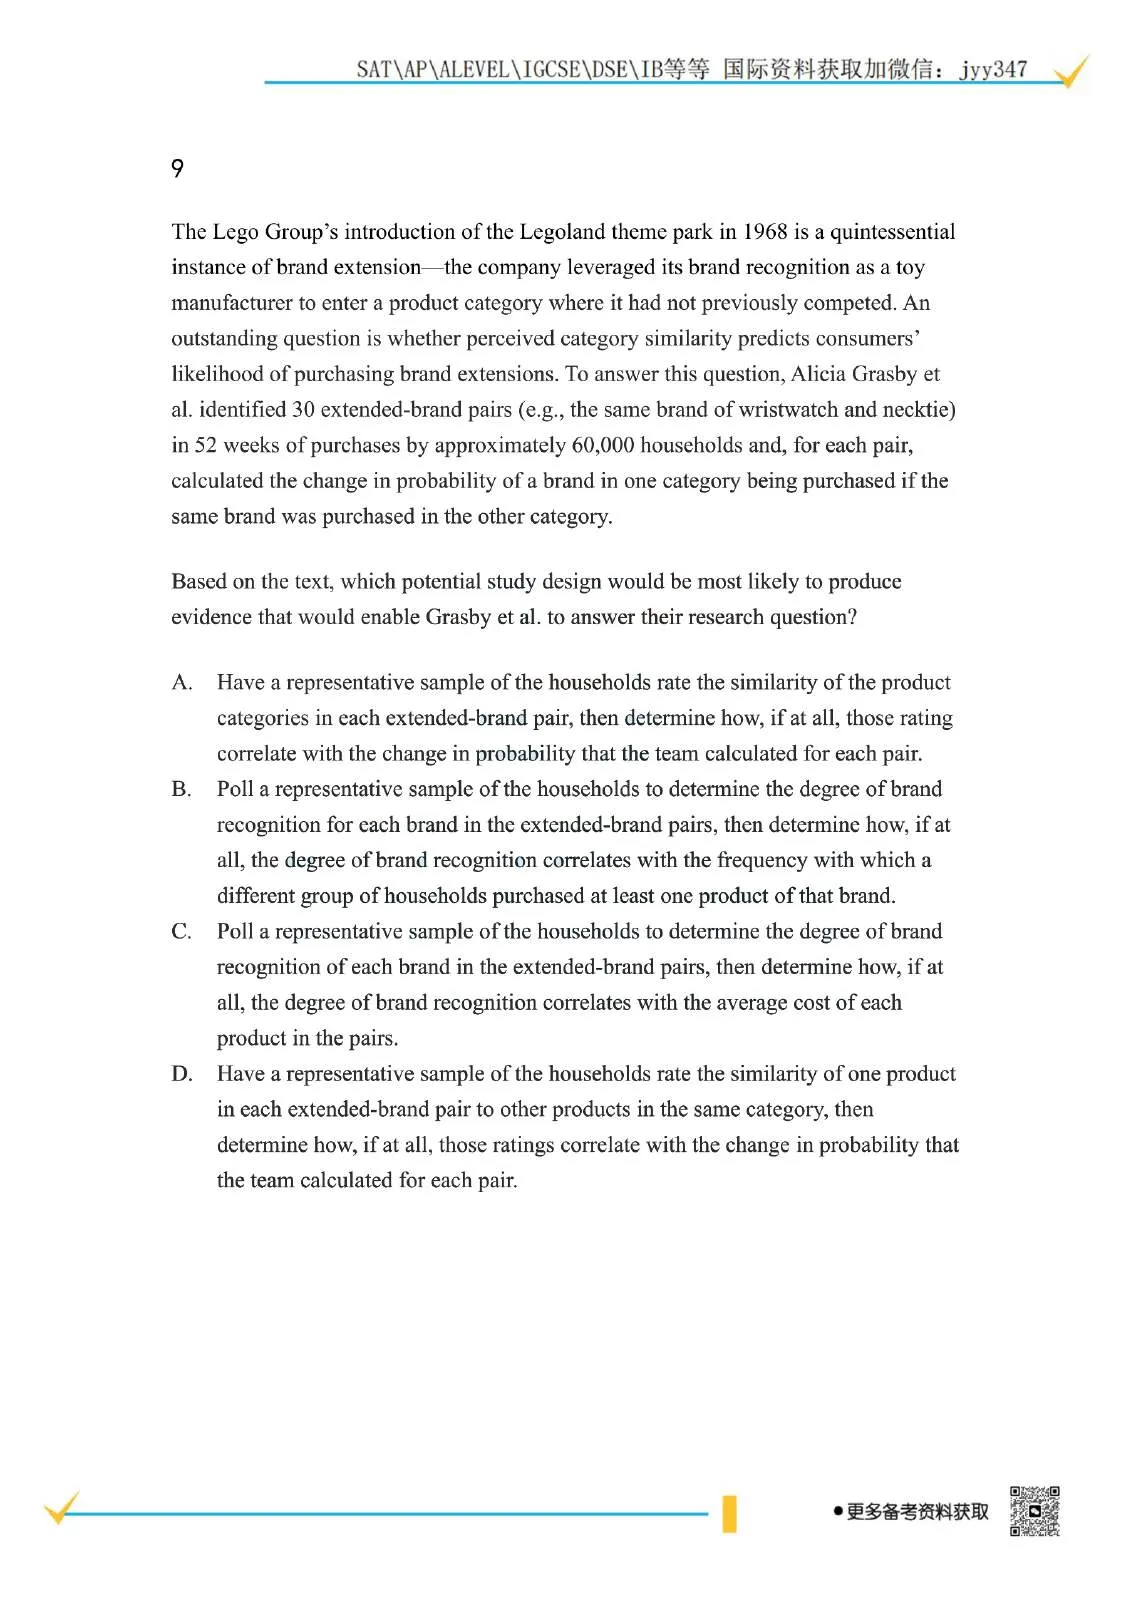 SAT\AP\ALEVEL\IGCSE\DSE\IB等等 国际资料获取加微信：jyy347
9
The Lego Group’s introduction of the Legoland theme park in 1968 is a quintessential
instance of brand extension—the company leveraged its brand recognition as a toy
manufacturer to enter a product category where it had not previously competed. An
outstanding question is whether perceived category similarity predicts consumers’
likelihood of purchasing brand extensions. To answer this question, Alicia Grasby et
al. identified 30 extended-brand pairs (e.g., the same brand of wristwatch and necktie)
in 52 weeks of purchases by approximately 60,000 households and, for each pair,
calculated the change in probability of a brand in one category being purchased if the
same brand was purchased in the other category.
Based on the text, which potential study design would be most likely to produce
evidence that would enable Grasby et al. to answer their research question?
A. Have a representative sample of the households rate the similarity of the product
categories in each extended-brand pair, then determine how, if at all, those rating
correlate with the change in probability that the team calculated for each pair.
B. Poll a representative sample of the households to determine the degree of brand
recognition for each brand in the extended-brand pairs, then determine how, if at
all, the degree of brand recognition correlates with the frequency with which a
different group of households purchased at least one product of that brand.
C. Poll a representative sample of the households to determine the degree of brand
recognition of each brand in the extended-brand pairs, then determine how, if at
all, the degree of brand recognition correlates with the average cost of each
product in the pairs.
D. Have a representative sample of the households rate the similarity of one product
in each extended-brand pair to other products in the same category, then
determine how, if at all, those ratings correlate with the change in probability that
the team calculated for each pair.
●更多备考资料获取